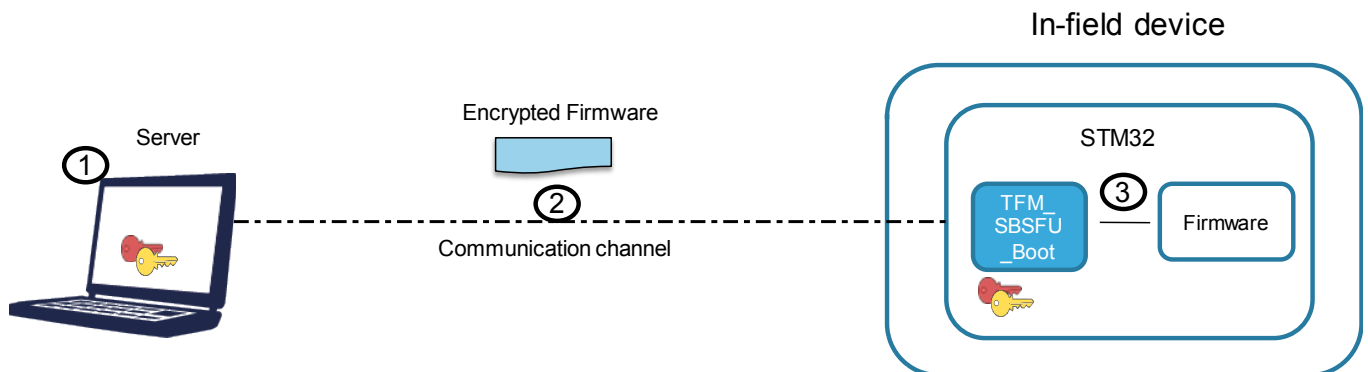 In-field device
Encrypted Firmware
Server
STM32
1
2
3
TFM_
SBSFU
_Boot
Firmware
Communication channel